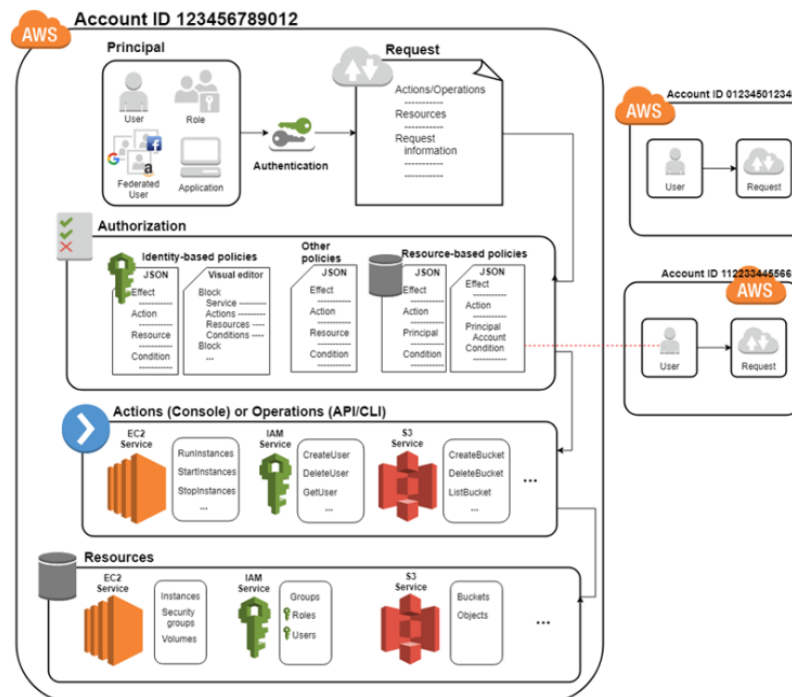 Account ID 123456789012
AWS
Principal
User
Role
Federated
User
Application
Authentication
Request
Actions/Operations
-----------
Resources
-----------
Request
information
-----------
-----------
AWS
Account ID 01234501234
User
Request
Authorization
Identity-based policies
JSON
Effect
-----------
Action
-----------
Resource
-----------
Condition
-----------
Visual editor
Block
Service ---------
Actions ---------
Resources ----
Conditions ----
Block
...
Other
policies
JSON
Effect
-----------
Action
-----------
Resource
-----------
Condition
-----------
Resource-based policies
JSON
Effect
-----------
Action
-----------
Principal
-----------
Condition
-----------
JSON
Effect
-----------
Action
-----------
Principal
Account
Condition
-----------
Account ID 112233445566
AWS
User
Request
Actions (Console) or Operations (API/CLI)
EC2
Service
RunInstances
StartInstances
StopInstances
...
IAM
Service
CreateUser
DeleteUser
GetUser
...
S3
Service
CreateBucket
DeleteBucket
ListBucket
...
...
Resources
EC2
Service
Instances
Security
groups
Volumes
IAM
Service
Groups
Roles
Users
S3
Service
Buckets
Objects
...